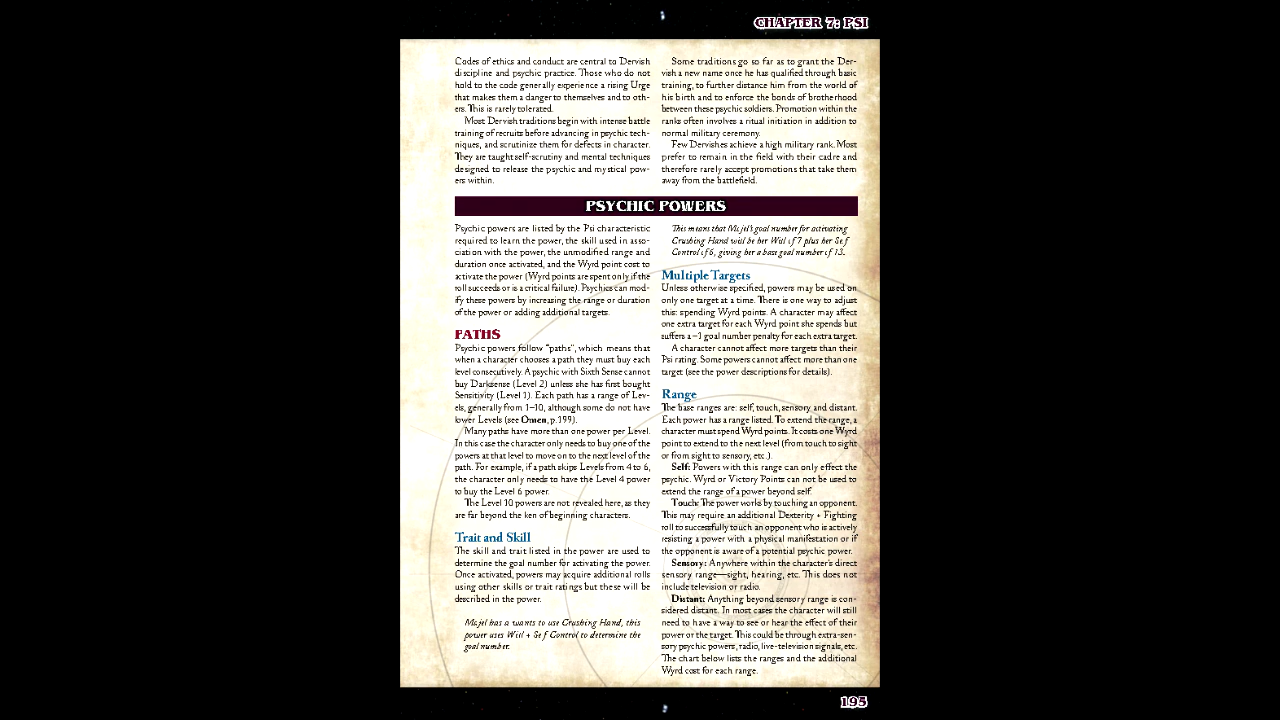 CHAPTER 7: PSI
Codes of ethics and conduct are central to Dervish
discipline and psychic practice. Those who do not
hold to the code generally experience a rising Urge
that makes them a danger to themselves and to oth-
ers. This is rarely tolerated.
Most Dervish traditions begin with intense battle
training of recruits before advancing in psychic tech-
niques, and scrutinize them for defects in character.
They are taught self-scrutiny and mental techniques
designed to release the psychic and mystical pow-
ers within.
Some traditions go so far as to grant the Der-
vish a new name once he has qualified through basic
training, to further distance him from the world of
his birth and to enforce the bonds of brotherhood
between these psychic soldiers. Promotion within the
ranks often involves a ritual initiation in addition to
normal military ceremony.
Few Dervishes achieve a high military rank. Most
prefer to remain in the field with their cadre and
therefore rarely accept promotions that take them
away from the battlefield.
PSYCHIC POWERS
Psychic powers are listed by the Psi characteristic
required to learn the power, the skill used in asso-
ciation with the power, the unmodified range and
duration once activated, and the Wyrd point cost to
activate the power (Wyrd points are spent only if the
roll succeeds or is a critical failure). Psychics can mod-
ify these powers by increasing the range or duration
of the power or adding additional targets.
PATHS
Psychic powers follow "paths", which means that
when a character chooses a path they must buy each
level consecutively. A psychic with Sixth Sense cannot
buy Darksense (Level 2) unless she has first bought
Sensitivity (Level 1). Each path has a range of Lev-
els, generally from 1–10, although some do not have
lower Levels (see Omen, p.199).
Many paths have more than one power per Level.
In this case the character only needs to buy one of the
powers at that level to move on to the next level of the
path. For example, if a path skips Levels from 4 to 6,
the character only needs to have the Level 4 power
to buy the Level 6 power.
The Level 10 powers are not revealed here, as they
are far beyond the ken of beginning characters.
Trait and Skill
The skill and trait listed in the power are used to
determine the goal number for activating the power.
Once activated, powers may acquire additional rolls
using other skills or trait ratings but these will be
described in the power.
Majel has a wants to use Crushing Hand, this
power uses Will + Self Control to determine the
goal number.
This means that Majel's goal number for activating
Crushing Hand will be her Will of 7 plus her Self
Control of 6, giving her a base goal number of 13.
Multiple Targets
Unless otherwise specified, powers may be used on
only one target at a time. There is one way to adjust
this: spending Wyrd points. A character may affect
one extra target for each Wyrd point she spends but
suffers a –1 goal number penalty for each extra target.
A character cannot affect more targets than their
Psi rating. Some powers cannot affect more than one
target (see the power descriptions for details).
Range
The base ranges are: self, touch, sensory and distant.
Each power has a range listed. To extend the range, a
character must spend Wyrd points. It costs one Wyrd
point to extend to the next level (from touch to sight
or from sight to sensory, etc.).
Self: Powers with this range can only effect the
psychic. Wyrd or Victory Points can not be used to
extend the range of a power beyond self.
Touch: The power works by touching an opponent.
This may require an additional Dexterity + Fighting
roll to successfully touch an opponent who is actively
resisting a power with a physical manifestation or if
the opponent is aware of a potential psychic power.
Sensory: Anywhere within the character's direct
sensory range—sight, hearing, etc. This does not
include television or radio.
Distant: Anything beyond sensory range is con-
sidered distant. In most cases the character will still
need to have a way to see or hear the effect of their
power or the target. This could be through extra-sen-
sory psychic powers, radio, live-television signals, etc.
The chart below lists the ranges and the additional
Wyrd cost for each range.
195